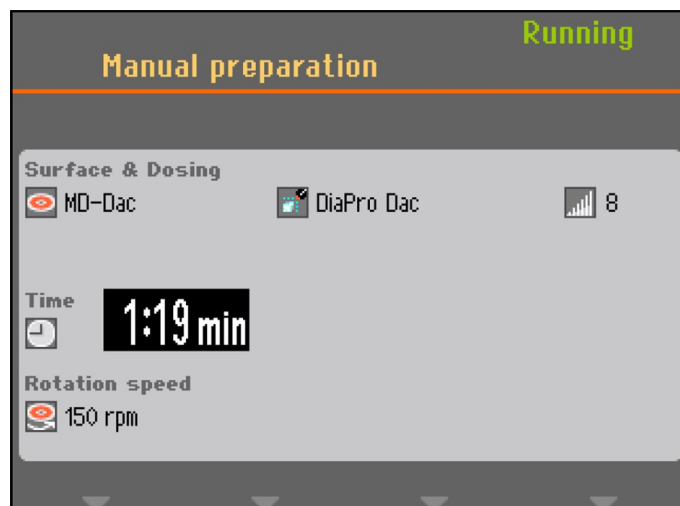 Running
Manual preparation
Surface & Dosing
MD-Dac DiaPro Dac 8
Time
1:19 min
Rotation speed
150 rpm